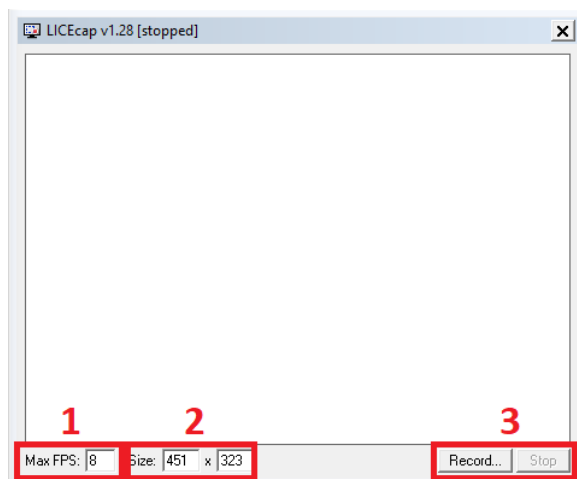 LICEcap v1.28 [stopped]
1 2 3
Max FPS: 8 Size: 451 x 323 Record... Stop